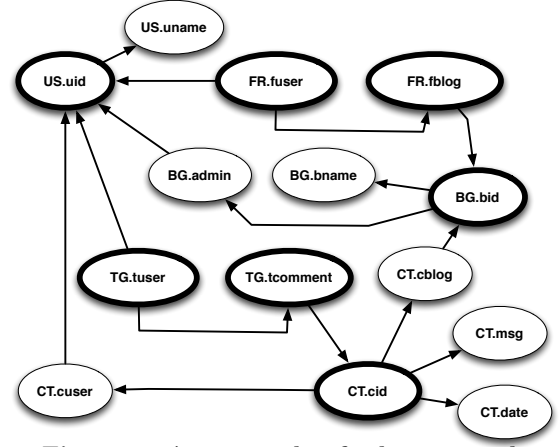 US.uname
US.uid
FR.fuser
FR.fblog
BG.admin
BG.bname
BG.bid
TG.tuser
TG.tcomment
CT.cblog
CT.msg
CT.cuser
CT.cid
CT.date